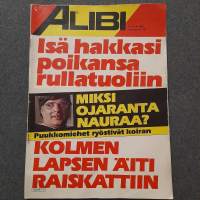 ALIBI
Isä hakkasi
poikansa
rullatuoliin
MIKSI
OJARANTA
NAURAA?
Puukkomiehet ryöstivät koiran
KOLMEN
LAPSEN ÄITI
RAISKATTIIN